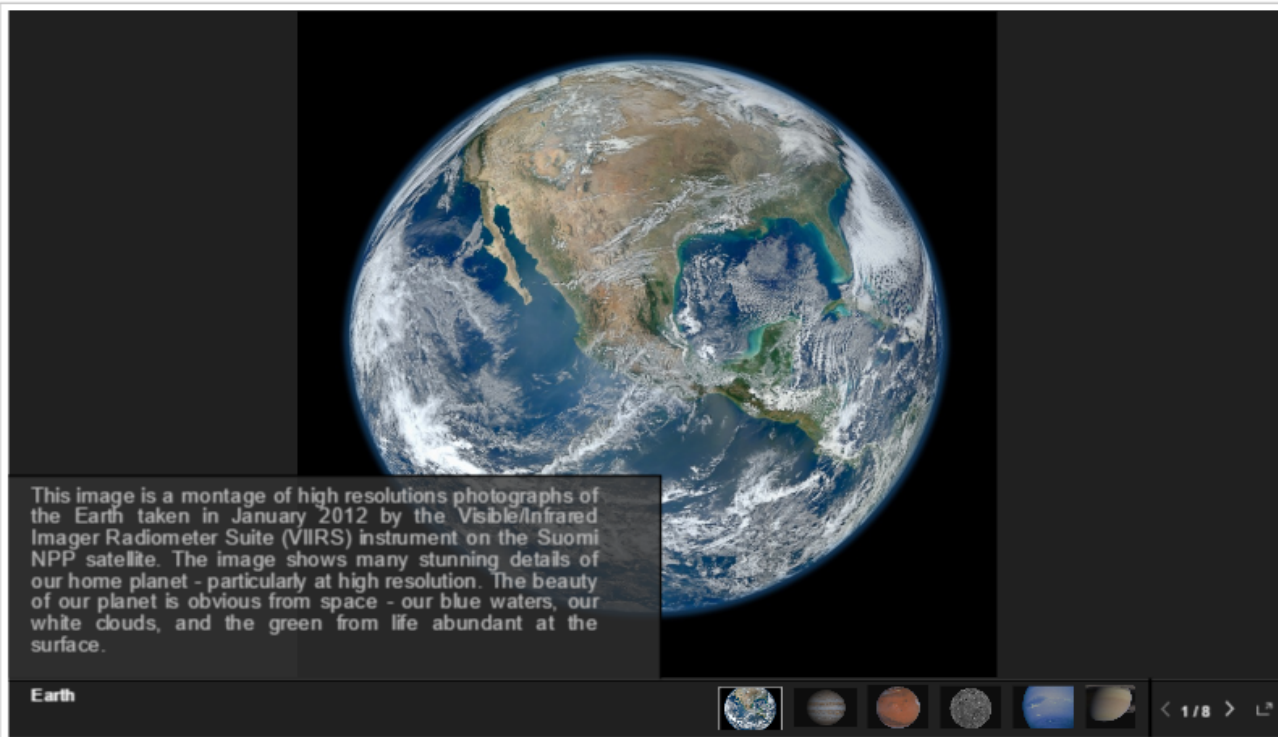 This image is a montage of high resolutions photographs of
the Earth taken in January 2012 by the Visible/Infrared
Imager Radiometer Suite (VIIRS) instrument on the Suomi
NPP satellite. The image shows many stunning details of
our home planet - particularly at high resolution. The beauty
of our planet is obvious from space - our blue waters, our
white clouds, and the green from life abundant at the
surface.
Earth
1/8